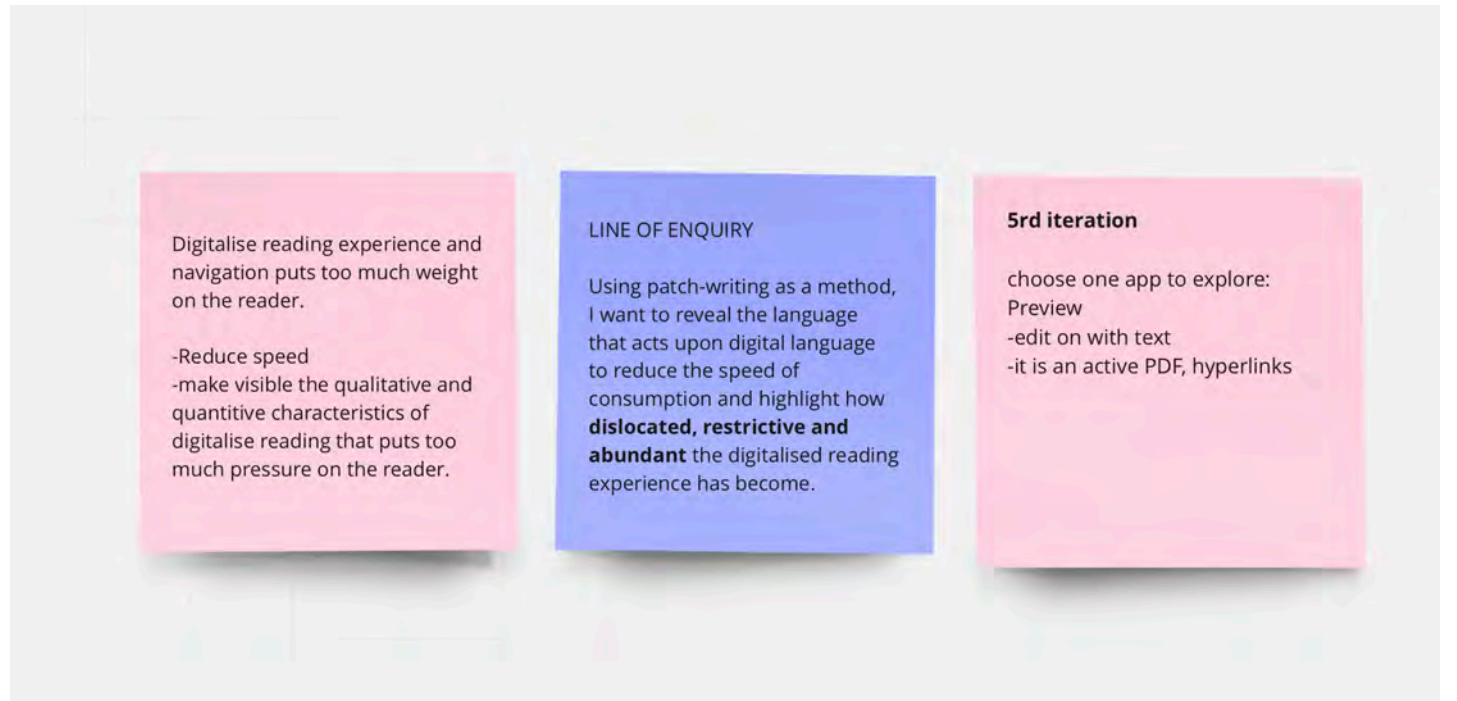 Digitalise reading experience and
navigation puts too much weight
on the reader.
-Reduce speed
-make visible the qualitative and
quantitive characteristics of
digitalise reading that puts too
much pressure on the reader.
LINE OF ENQUIRY
Using patch-writing as a method,
I want to reveal the language
that acts upon digital language
to reduce the speed of
consumption and highlight how
dislocated, restrictive and
abundant the digitalised reading
experience has become.
5rd iteration
choose one app to explore:
Preview
-edit on with text
-it is an active PDF, hyperlinks